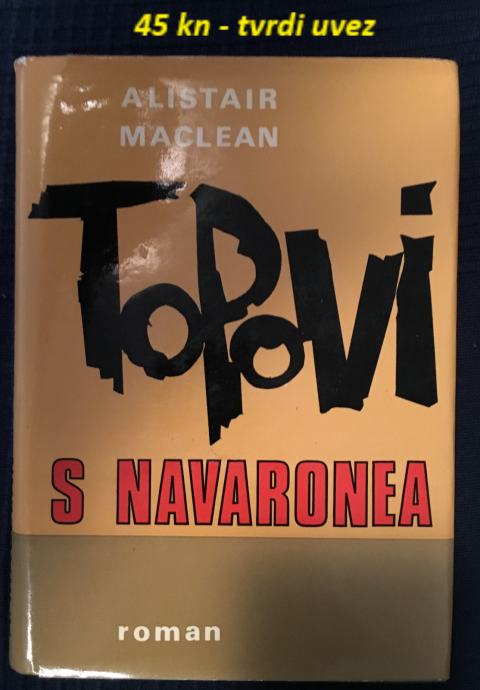 45 kn - tvrdi uvez
ALISTAIR
MACLEAN
TOPOVI
S NAVARONEA
roman